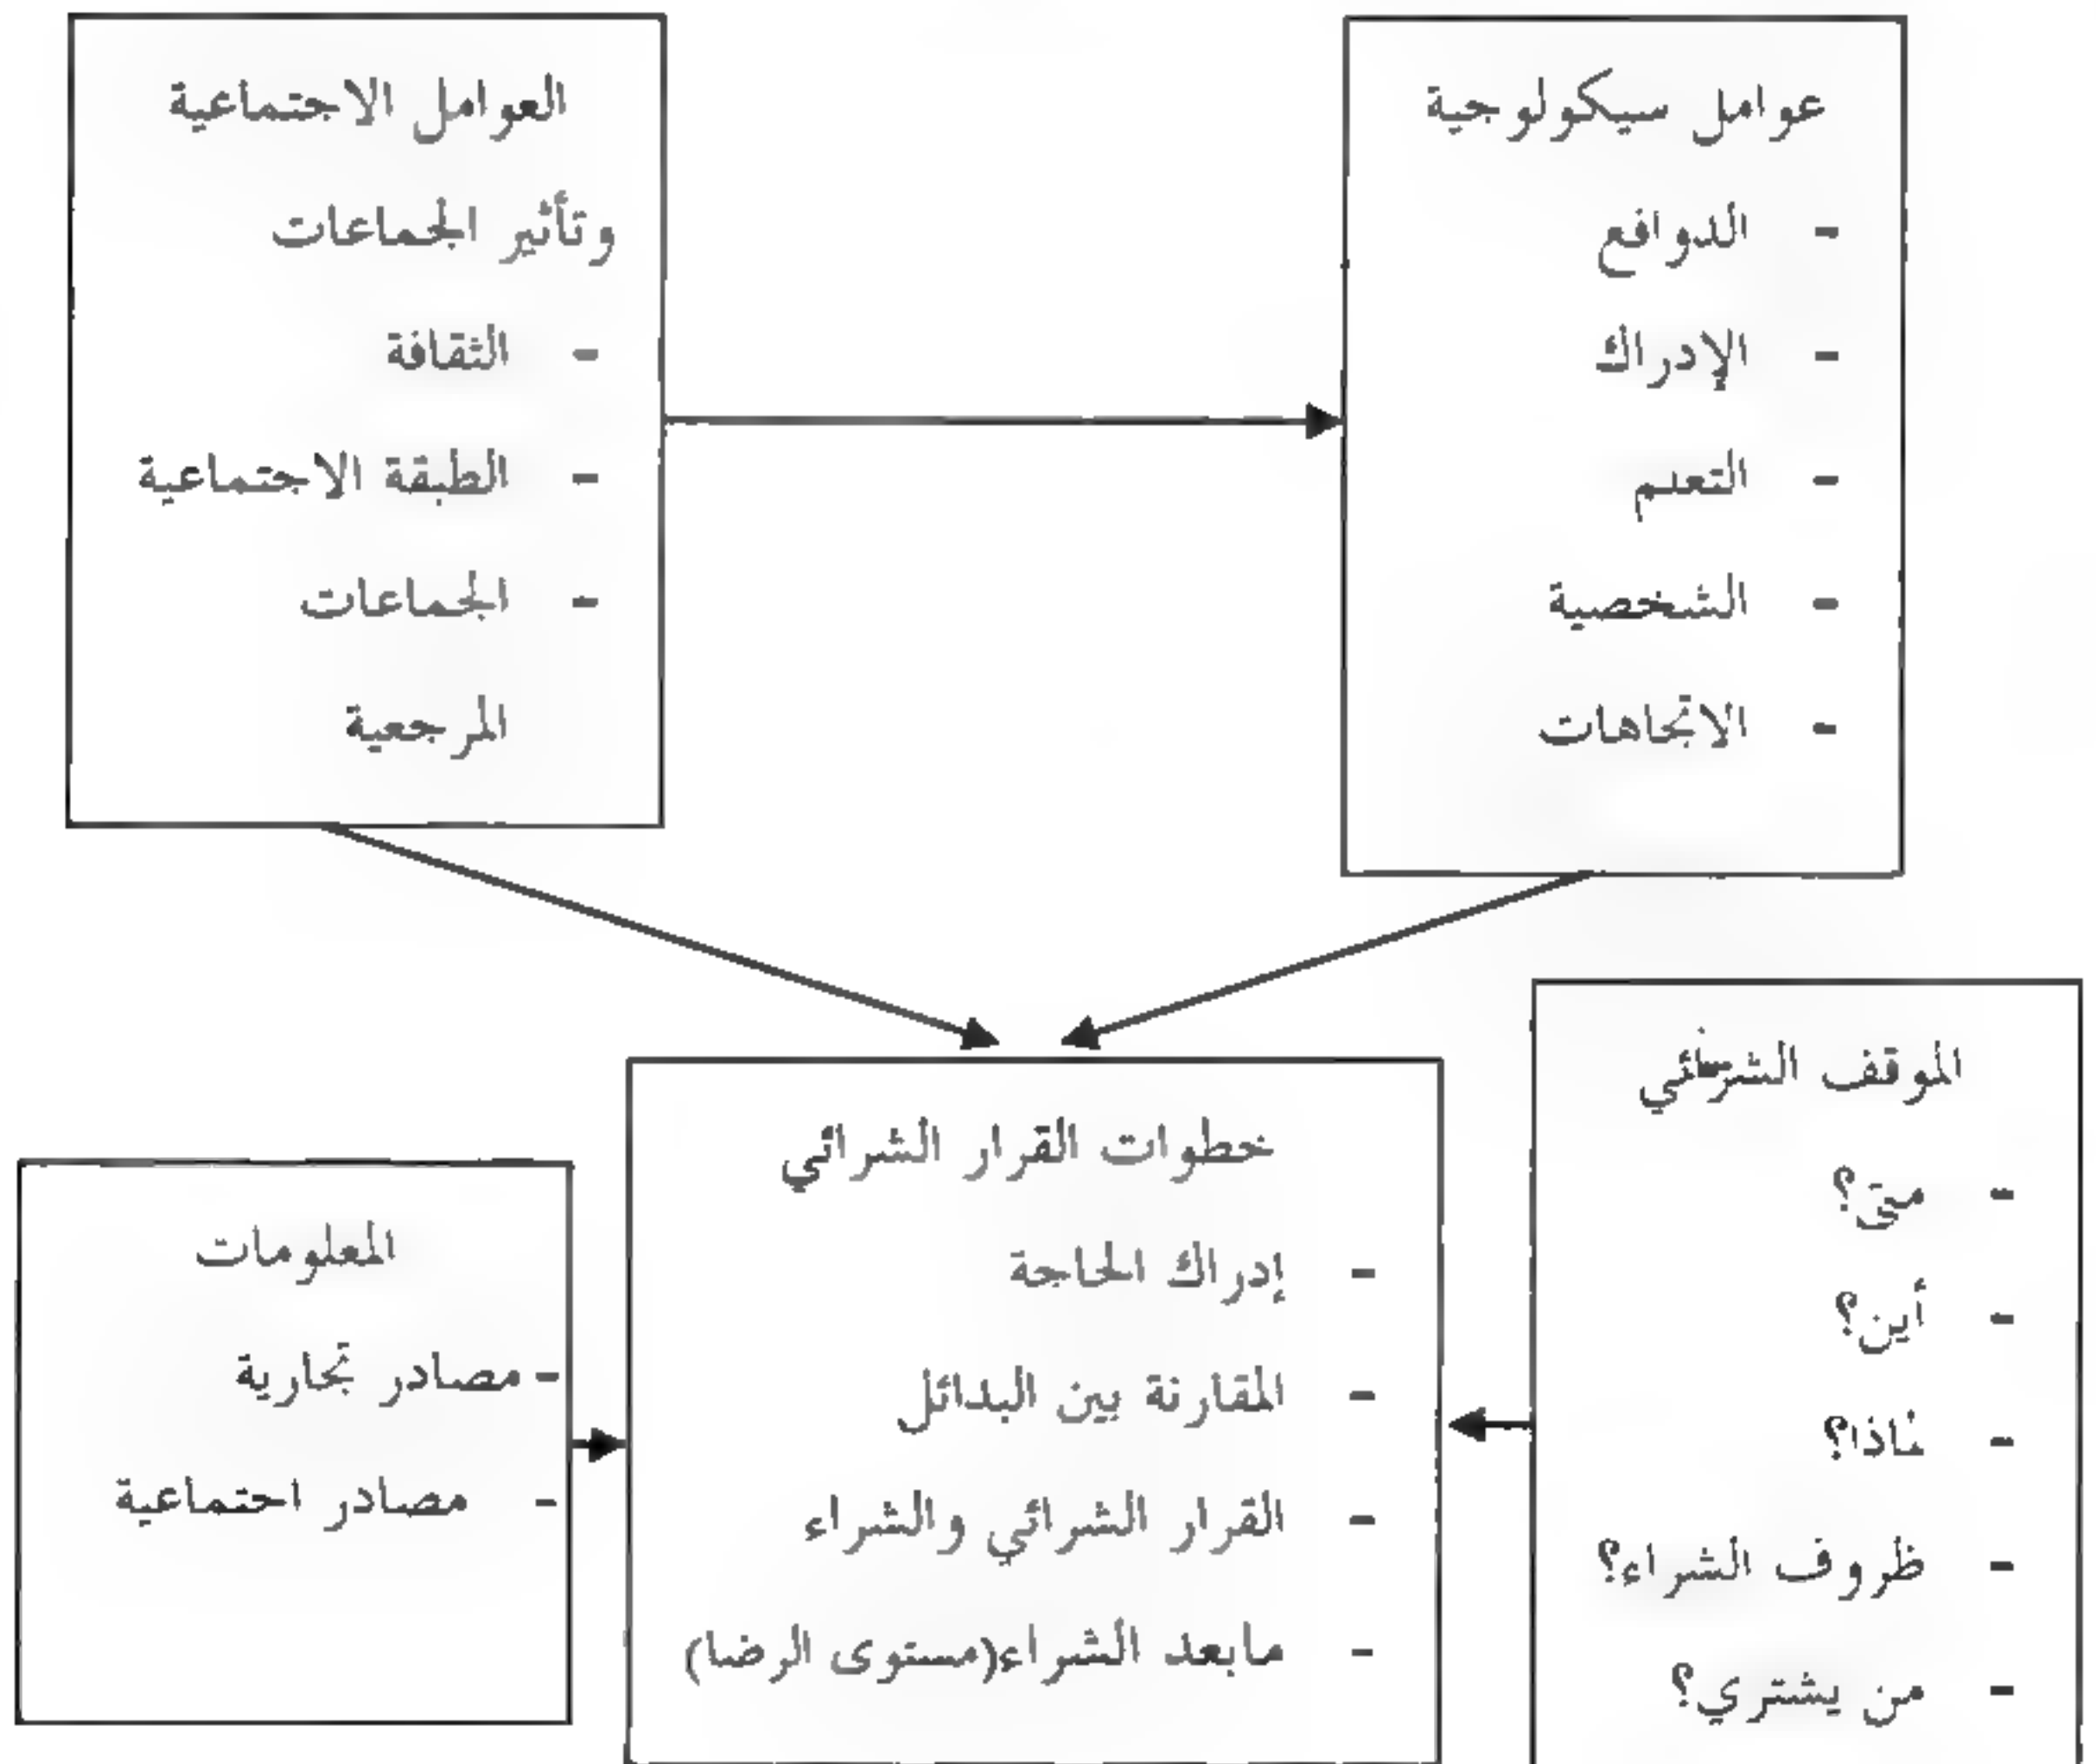 عوامل سيكولوجية
- الدوافع
- الإدراك
- التعلم
- الشخصية
- الاتجاهات
العوامل الاجتماعية
وتأثير الجماعات
- الثقافة
- الطبقة الاجتماعية
- الجماعات
المرجعية
الموقف الشرائي
- متى؟
- أين؟
- لماذا؟
- ظروف الشراء؟
- من يشتري؟
خطوات القرار الشرائي
- إدراك الحاجة
- المقارنة بين البدائل
- القرار الشرائي والشراء
- مابعد الشراء(مستوى الرضا)
المعلومات
- مصادر تجارية
- مصادر اجتماعية